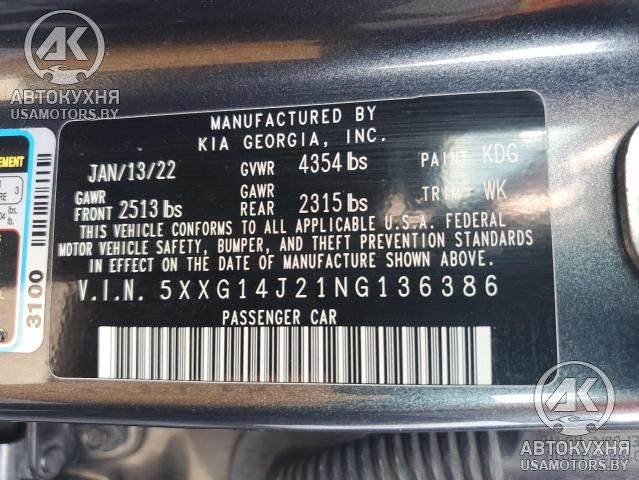 АК
АВТОКУХНЯ
USAMOTORS.BY
MANUFACTURED BY
KIA GEORGIA, INC.
JAN/13/22 GVWR 4354 lbs PAINT KDG
GAWR FRONT 2513 lbs GAWR REAR 2315 lbs TRIM WK
THIS VEHICLE CONFORMS TO ALL APPLICABLE U.S.A. FEDERAL
MOTOR VEHICLE SAFETY, BUMPER, AND THEFT PREVENTION STANDARDS
IN EFFECT ON THE DATE OF MANUFACTURE SHOWN ABOVE.
V.I.N. 5XXG14J21NG136386
PASSENGER CAR
3100
АК
АВТОКУХНЯ
USAMOTORS.BY